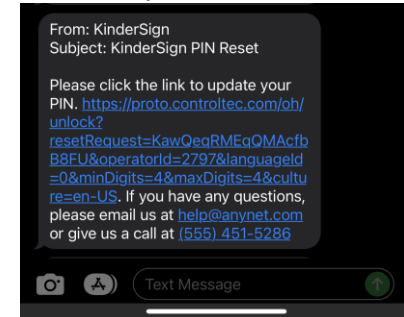 From: KinderSign
Subject: KinderSign PIN Reset
Please click the link to update your
PIN. https://proto.controltec.com/oh/
unlock?
resetRequest=KawQeqRMEqQMAcfb
B8FU&operatorId=2797&languageId
=0&minDigits=4&maxDigits=4&cultu
re=en-US. If you have any questions,
please email us at help@anynet.com
or give us a call at (555) 451-5286
Text Message